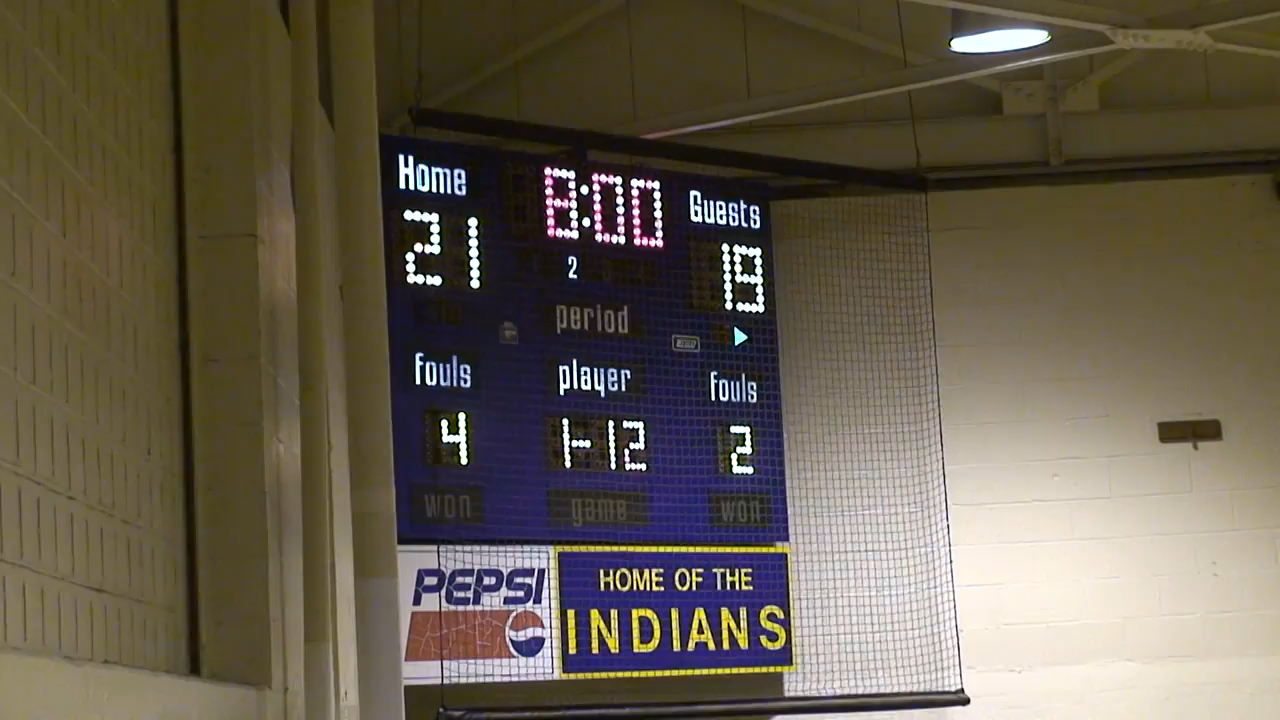 Home
8:00
Guests
21
19
2
period
fouls
player
fouls
4
1-12
2
won
game
won
PEPSI
HOME OF THE
INDIANS